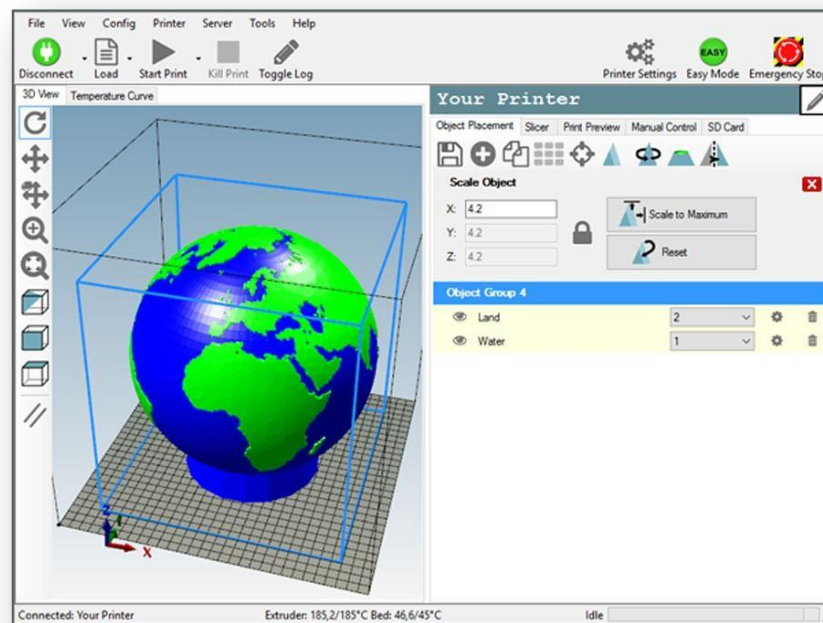 File View Config Printer Server Tools Help
Disconnect Load Start Print Kill Print Toggle Log Printer Settings Easy Mode Emergency Stop
EASY
3D View Temperature Curve
Your Printer
Object Placement Slicer Print Preview Manual Control SD Card
Scale Object
X: 4.2
Scale to Maximum
Y: 4.2
Z: 4.2
Reset
Object Group 4
Land 2
Water 1
Z
X
Connected: Your Printer Extruder: 185,2/185°C Bed: 46,6/45°C Idle